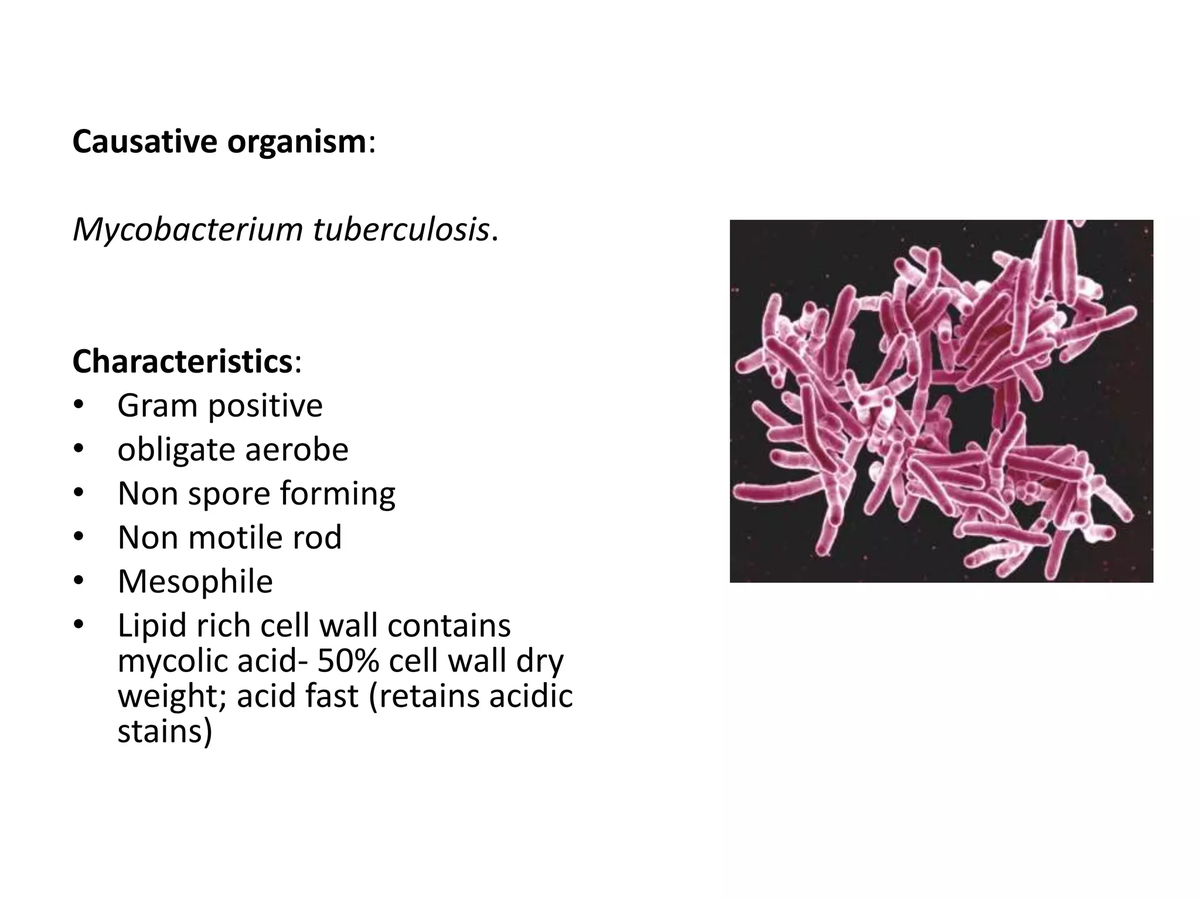 Causative organism:
Mycobacterium tuberculosis.
Characteristics:
• Gram positive
• obligate aerobe
• Non spore forming
• Non motile rod
• Mesophile
• Lipid rich cell wall contains
mycolic acid- 50% cell wall dry
weight; acid fast (retains acidic
stains)